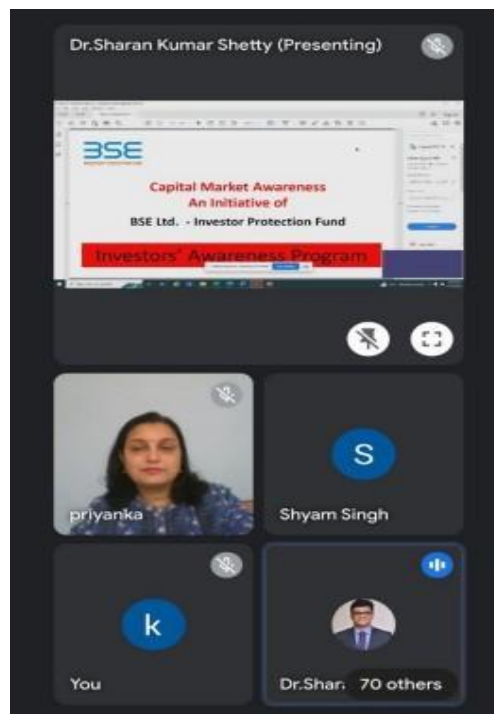 Dr.Sharan Kumar Shetty (Presenting)
BSE
Capital Market Awareness
An Initiative of
BSE Ltd. - Investor Protection Fund
Investors' Awareness Program
priyanka
S
Shyam Singh
k
You
Dr.Shar
70 others